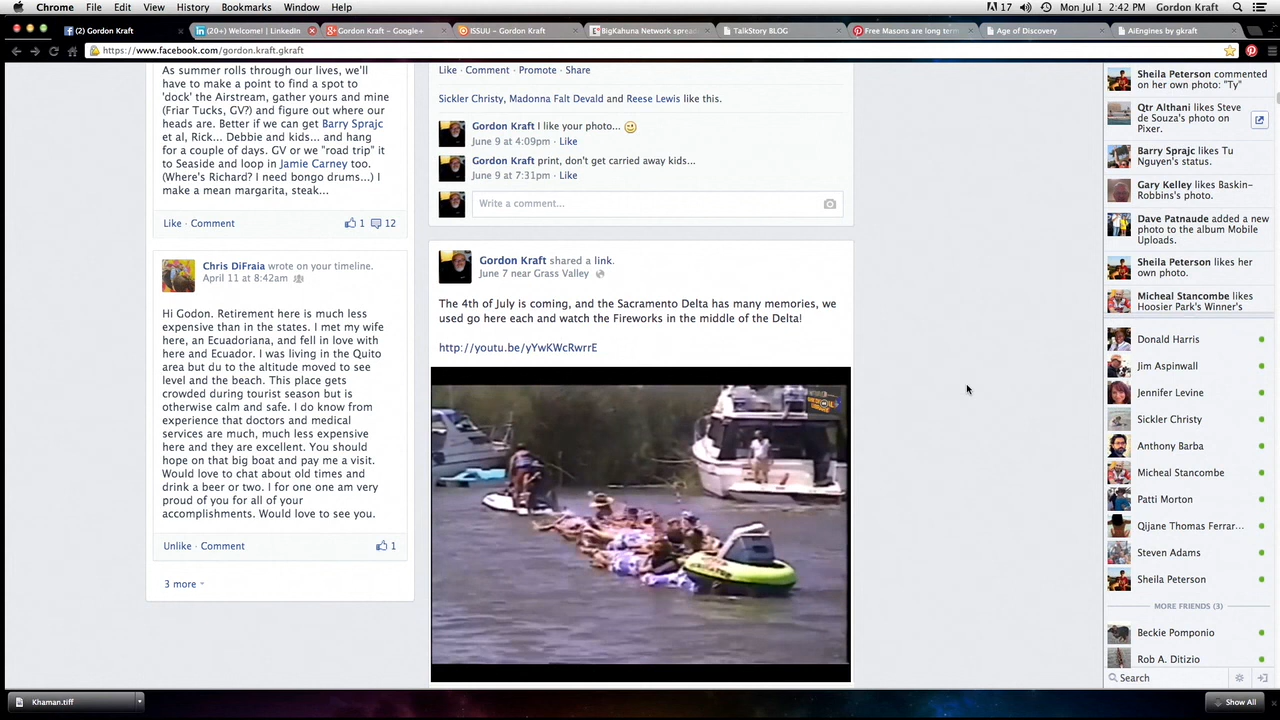 Chrome File Edit View History Bookmarks Window Help
17 Mon Jul 1 2:42 PM Gordon Kraft
(2) Gordon Kraft
(20+) Welcome! | LinkedIn
Gordon Kraft - Google+
ISSUU - Gordon Kraft
BigKahuna Network sprea
TalkStory BLOG
Free Masons are long term
Age of Discovery
AiEngines by gkraft
https://www.facebook.com/gordon.kraft.gkraft
As summer rolls through our lives, we'll
have to make a point to find a spot to
'dock' the Airstream, gather yours and mine
(Friar Tucks, GV?) and figure out where our
heads are. Better if we can get Barry Sprajc
et al, Rick... Debbie and kids... and hang
for a couple of days. GV or we "road trip" it
to Seaside and loop in Jamie Carney too.
(Where's Richard? I need bongo drums...) I
make a mean margarita, steak...
Like · Comment 1 12
Chris DiFraia wrote on your timeline.
April 11 at 8:42am
Hi Godon. Retirement here is much less
expensive than in the states. I met my wife
here, an Ecuadoriana, and fell in love with
here and Ecuador. I was living in the Quito
area but du to the altitude moved to see
level and the beach. This place gets
crowded during tourist season but is
otherwise calm and safe. I do know from
experience that doctors and medical
services are much, much less expensive
here and they are excellent. You should
hope on that big boat and pay me a visit.
Would love to chat about old times and
drink a beer or two. I for one one am very
proud of you for all of your
accomplishments. Would love to see you.
Unlike · Comment 1
3 more
Like · Comment · Promote · Share
Sickler Christy, Madonna Falt Devald and Reese Lewis like this.
Gordon Kraft I like your photo...
June 9 at 4:09pm · Like
Gordon Kraft print, don't get carried away kids...
June 9 at 7:31pm · Like
Write a comment...
Gordon Kraft shared a link.
June 7 near Grass Valley
The 4th of July is coming, and the Sacramento Delta has many memories, we
used go here each and watch the Fireworks in the middle of the Delta!
http://youtu.be/yYwKWcRwrrE
Sheila Peterson commented
on her own photo: "Ty"
Qtr Althani likes Steve
de Souza's photo on
Pixer.
Barry Sprajc likes Tu
Nguyen's status.
Gary Kelley likes Baskin-
Robbins's photo.
Dave Patnaude added a new
photo to the album Mobile
Uploads.
Sheila Peterson likes her
own photo.
Micheal Stancombe likes
Hoosier Park's Winner's
Donald Harris
Jim Aspinwall
Jennifer Levine
Sickler Christy
Anthony Barba
Micheal Stancombe
Patti Morton
Qijane Thomas Ferrar...
Steven Adams
Sheila Peterson
MORE FRIENDS (3)
Beckie Pomponio
Rob A. Ditizio
Search
Khaman.tiff
Show All